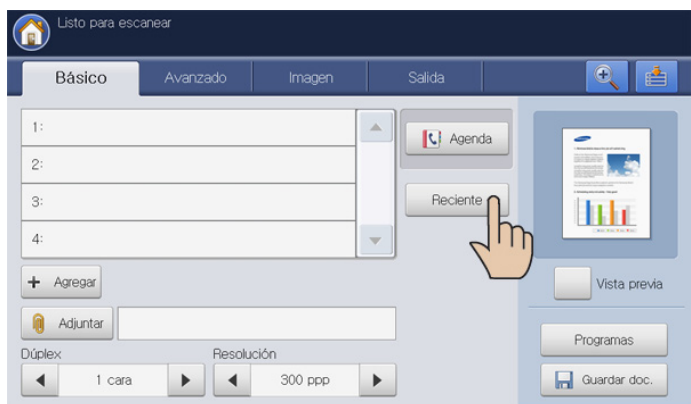 Listo para escanear
Básico
Avanzado
Imagen
Salida
1:
2:
3:
4:
Agenda
Reciente
+ Agregar
Adjuntar
Vista previa
Dúplex
Resolución
1 cara
300 ppp
Programas
Guardar doc.